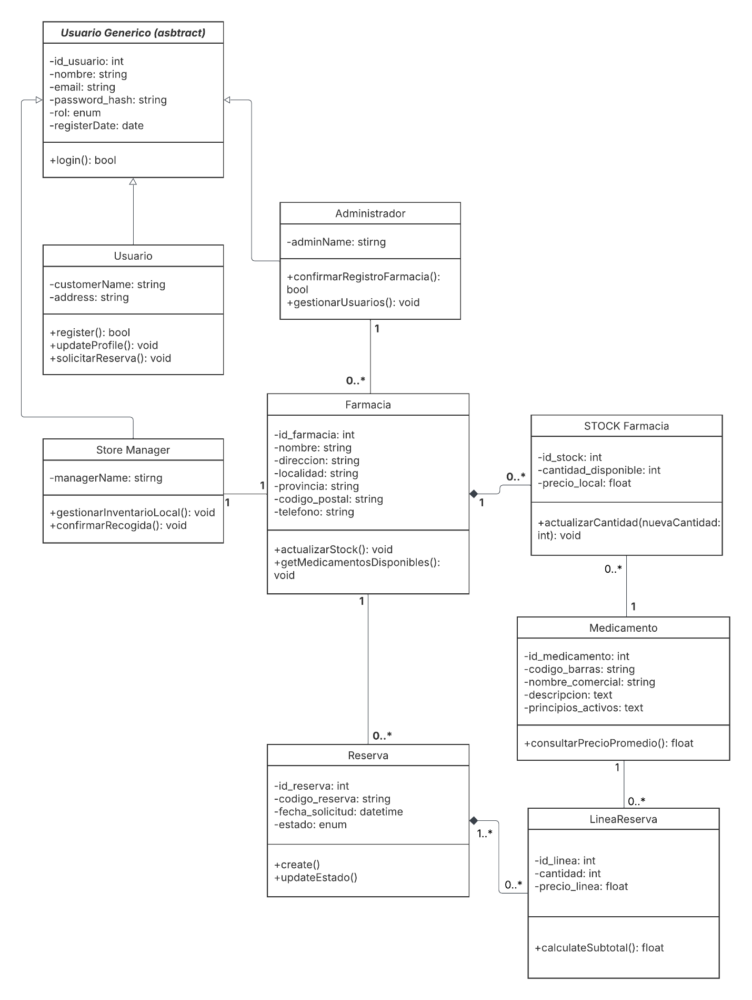 Usuario Generico (asbtract)
-id_usuario: int
-nombre: string
-email: string
-password_hash: string
-rol: enum
-registerDate: date
+login(): bool
Administrador
-adminName: stirng
+confirmarRegistroFarmacia():
bool
+gestionarUsuarios(): void
1
0..*
Usuario
-customerName: string
-address: string
+register(): bool
+updateProfile(): void
+solicitarReserva(): void
Store Manager
-managerName: stirng
+gestionarInventarioLocal(): void
+confirmarRecogida(): void
1
1
Farmacia
-id_farmacia: int
-nombre: string
-direccion: string
-localidad: string
-provincia: string
-codigo_postal: string
-telefono: string
+actualizarStock(): void
+getMedicamentosDisponibles():
void
1
0..*
STOCK Farmacia
-id_stock: int
-cantidad_disponible: int
-precio_local: float
+actualizarCantidad(nuevaCantidad:
int): void
0..*
1
Medicamento
-id_medicamento: int
-codigo_barras: string
-nombre_comercial: string
-descripcion: text
-principios_activos: text
+consultarPrecioPromedio(): float
1
0..*
1
0..*
Reserva
-id_reserva: int
-codigo_reserva: string
-fecha_solicitud: datetime
-estado: enum
+create()
+updateEstado()
1..*
0..*
LineaReserva
-id_linea: int
-cantidad: int
-precio_linea: float
+calculateSubtotal(): float